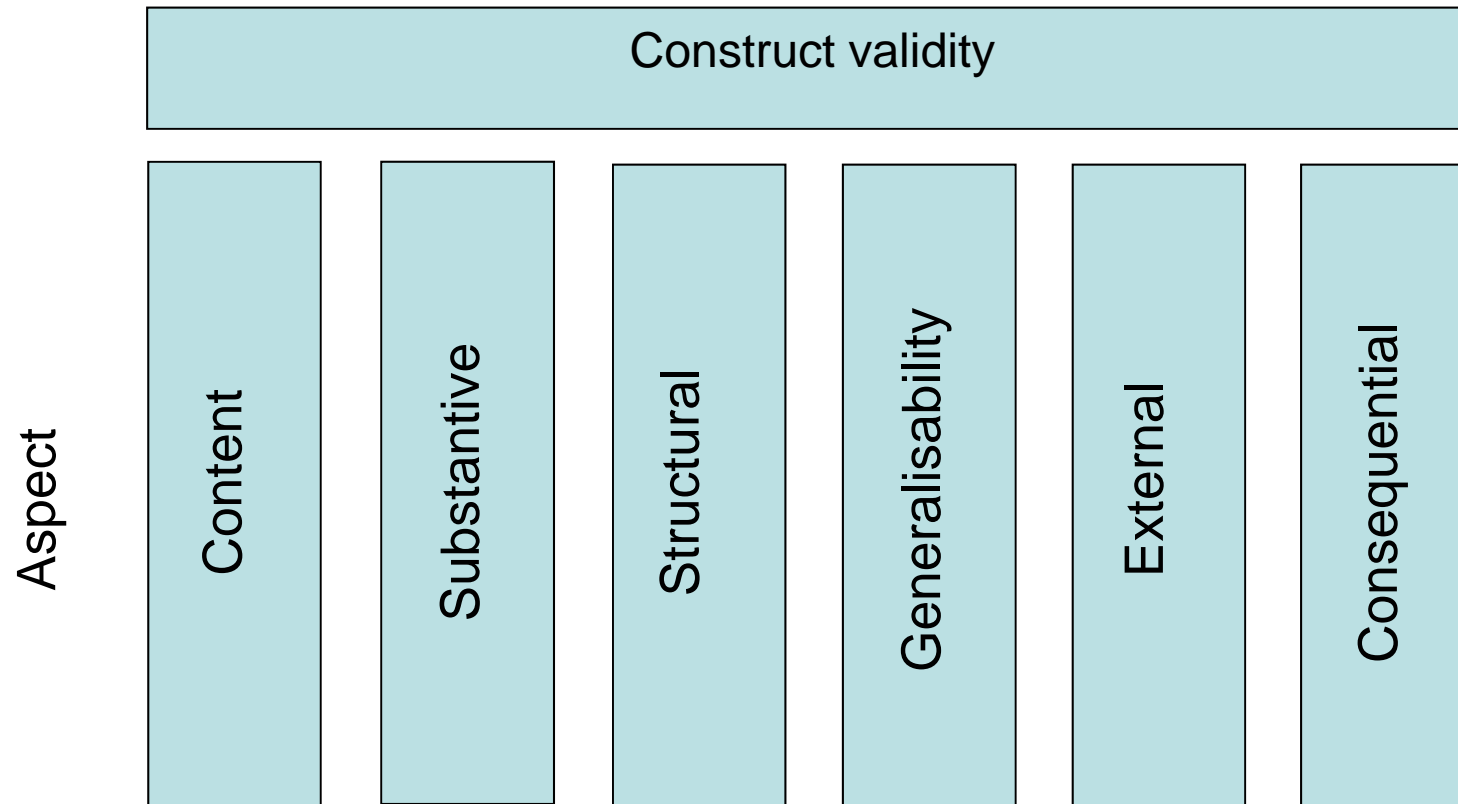 Construct validity
Aspect
Content
Substantive
Structural
Generalisability
External
Consequential